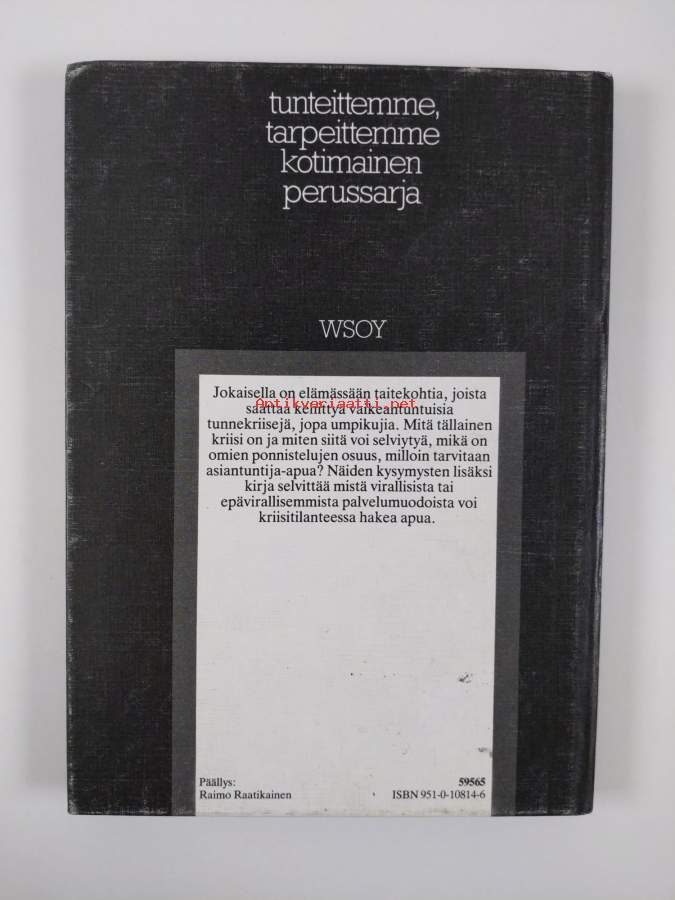 tunteittemme,
tarpeittemme
kotimainen
perussarja
WSOY
Jokaisella on elämässään taitekohtia, joista
saattaa kehittyä vaikeantuntuisia
Antikvariaatti.net
tunnekriisejä, jopa umpikujia. Mitä tällainen
kriisi on ja miten siitä voi selviytyä, mikä on
omien ponnistelujen osuus, milloin tarvitaan
asiantuntija-apua? Näiden kysymysten lisäksi
kirja selvittää mistä virallisista tai
epävirallisemmista palvelumuodoista voi
kriisitilanteessa hakea apua.
Päällys:
Raimo Raatikainen
59565
ISBN 951-0-10814-6